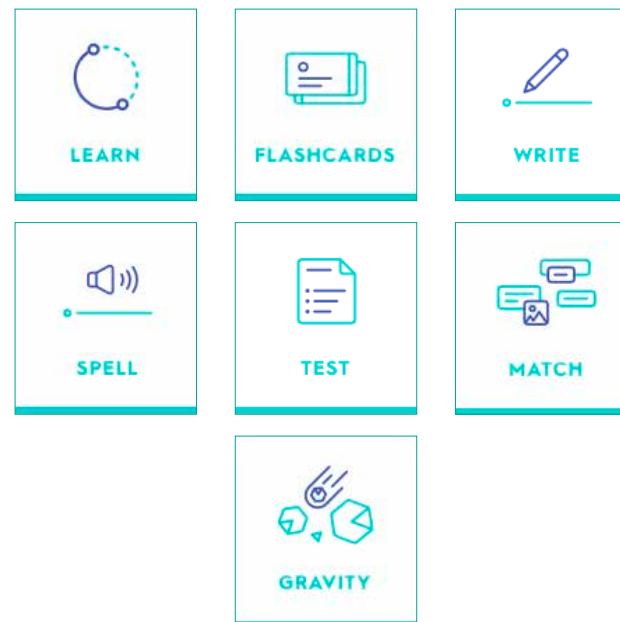 LEARN
FLASHCARDS
WRITE
SPELL
TEST
MATCH
GRAVITY